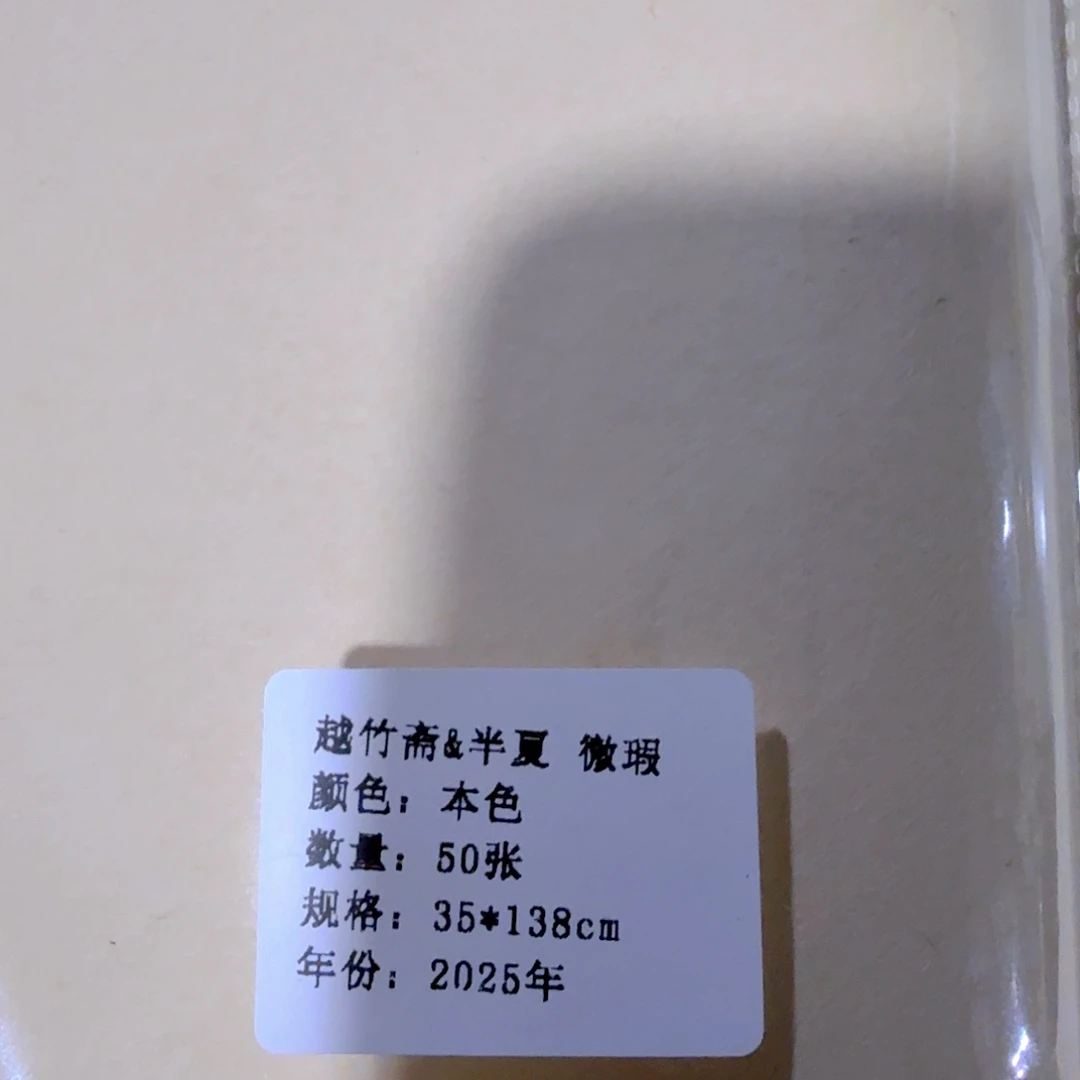 越竹斋&半夏 微瑕
颜色：本色
数量：50张
规格：35*138cm
年份：2025年